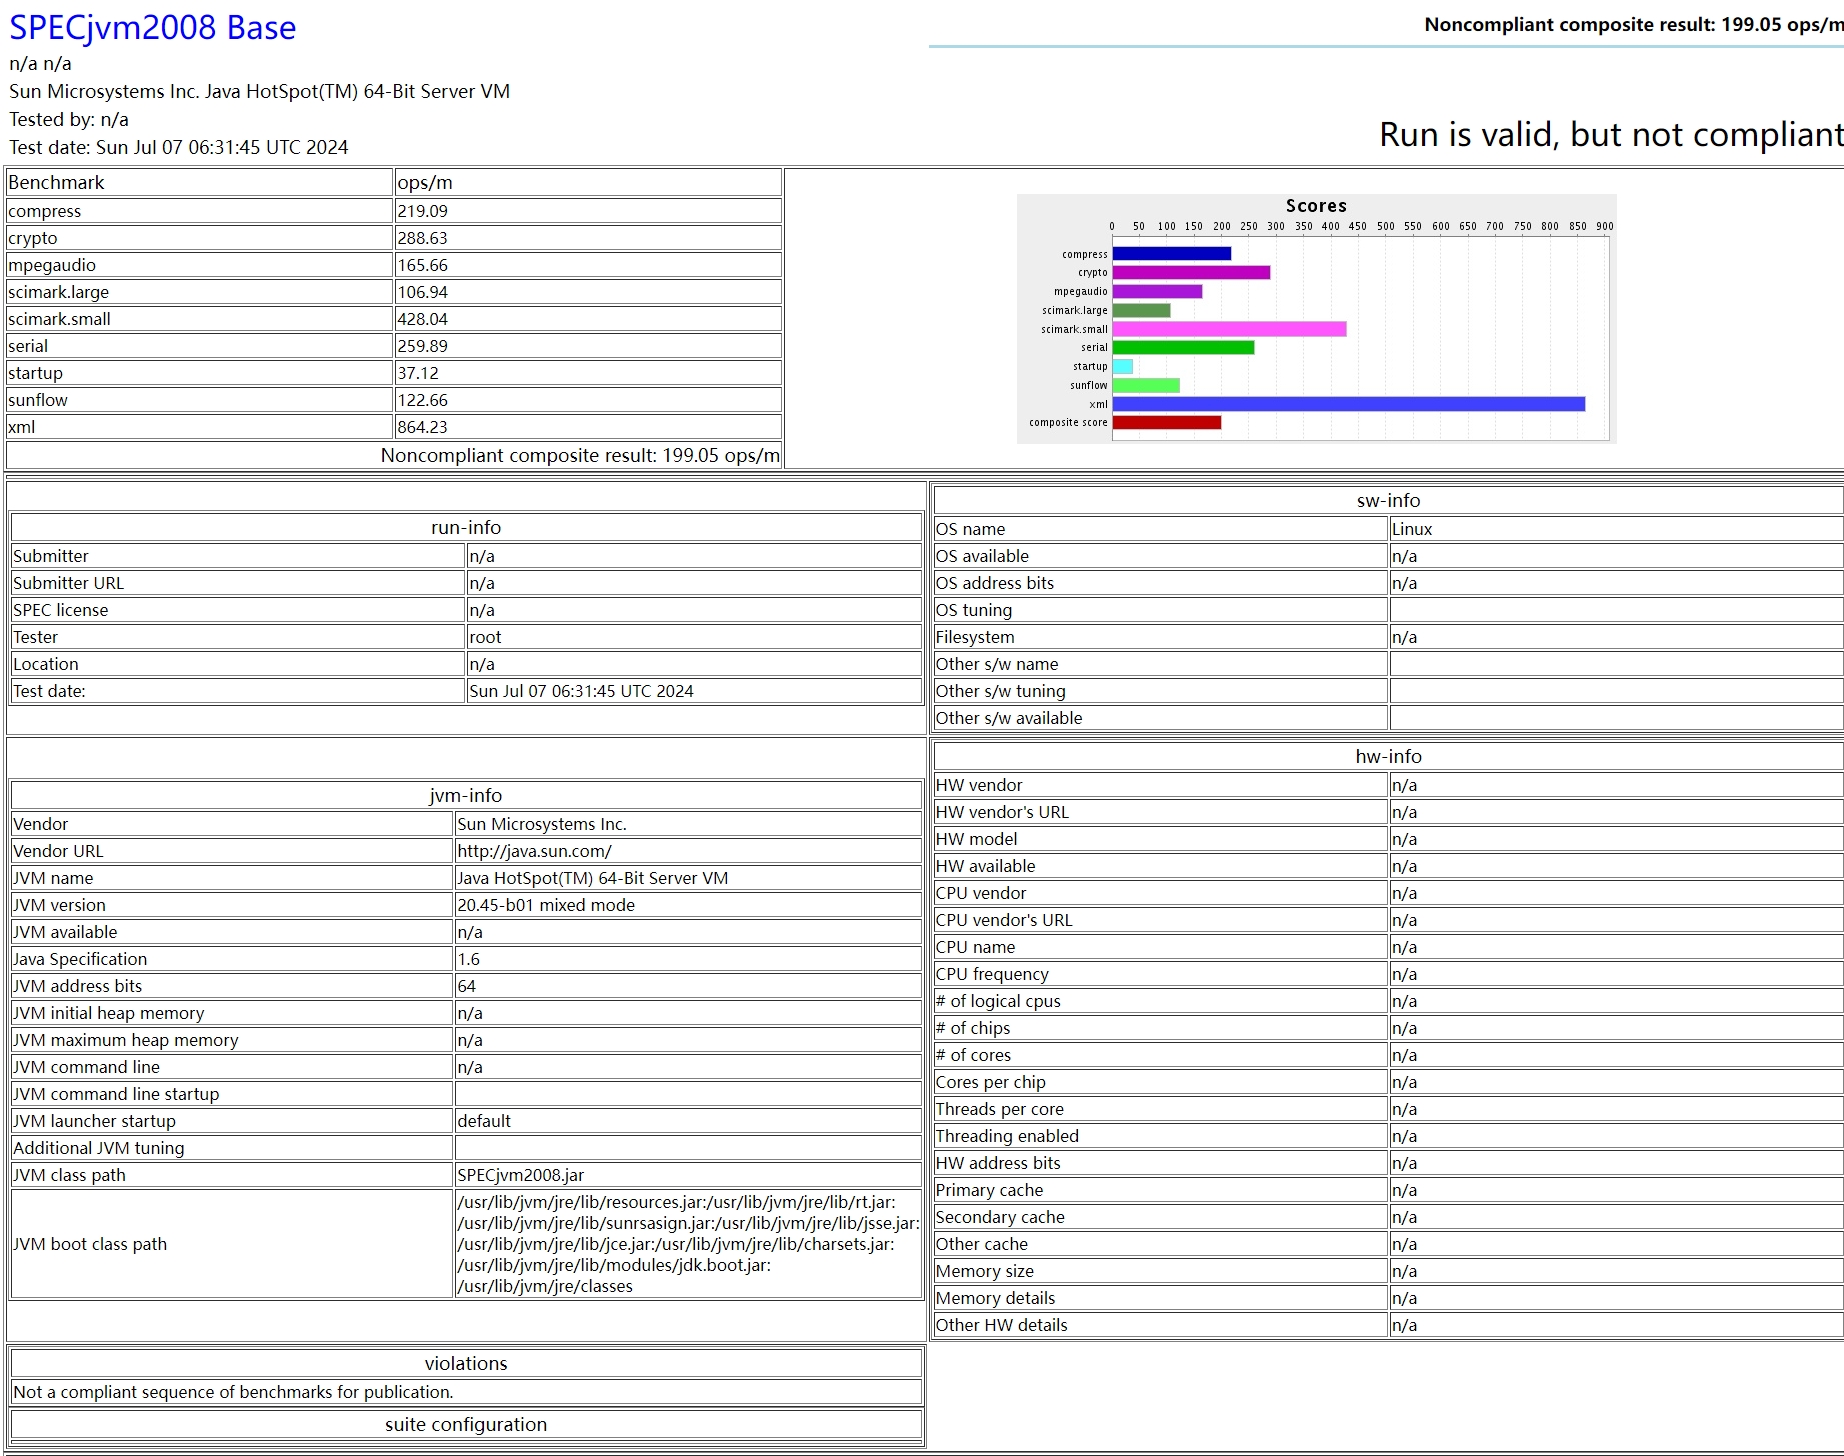 SPECjvm2008 Base
Noncompliant composite result: 199.05 ops/m
n/a n/a
Sun Microsystems Inc. Java HotSpot(TM) 64-Bit Server VM
Tested by: n/a
Test date: Sun Jul 07 06:31:45 UTC 2024
Run is valid, but not compliant
Benchmark ops/m
compress 219.09
crypto 288.63
mpegaudio 165.66
scimark.large 106.94
scimark.small 428.04
serial 259.89
startup 37.12
sunflow 122.66
xml 864.23
Noncompliant composite result: 199.05 ops/m
Scores
0 50 100 150 200 250 300 350 400 450 500 550 600 650 700 750 800 850 900
compress
crypto
mpegaudio
scimark.large
scimark.small
serial
startup
sunflow
xml
composite score
run-info
Submitter n/a
Submitter URL n/a
SPEC license n/a
Tester root
Location n/a
Test date: Sun Jul 07 06:31:45 UTC 2024
sw-info
OS name Linux
OS available n/a
OS address bits n/a
OS tuning
Filesystem n/a
Other s/w name
Other s/w tuning
Other s/w available
jvm-info
Vendor Sun Microsystems Inc.
Vendor URL http://java.sun.com/
JVM name Java HotSpot(TM) 64-Bit Server VM
JVM version 20.45-b01 mixed mode
JVM available n/a
Java Specification 1.6
JVM address bits 64
JVM initial heap memory n/a
JVM maximum heap memory n/a
JVM command line n/a
JVM command line startup
JVM launcher startup default
Additional JVM tuning
JVM class path SPECjvm2008.jar
JVM boot class path
/usr/lib/jvm/jre/lib/resources.jar:/usr/lib/jvm/jre/lib/rt.jar:
/usr/lib/jvm/jre/lib/sunrsasign.jar:/usr/lib/jvm/jre/lib/jsse.jar:
/usr/lib/jvm/jre/lib/jce.jar:/usr/lib/jvm/jre/lib/charsets.jar:
/usr/lib/jvm/jre/lib/modules/jdk.boot.jar:
/usr/lib/jvm/jre/classes
hw-info
HW vendor n/a
HW vendor's URL n/a
HW model n/a
HW available n/a
CPU vendor n/a
CPU vendor's URL n/a
CPU name n/a
CPU frequency n/a
# of logical cpus n/a
# of chips n/a
# of cores n/a
Cores per chip n/a
Threads per core n/a
Threading enabled n/a
HW address bits n/a
Primary cache n/a
Secondary cache n/a
Other cache n/a
Memory size n/a
Memory details n/a
Other HW details n/a
violations
Not a compliant sequence of benchmarks for publication.
suite configuration